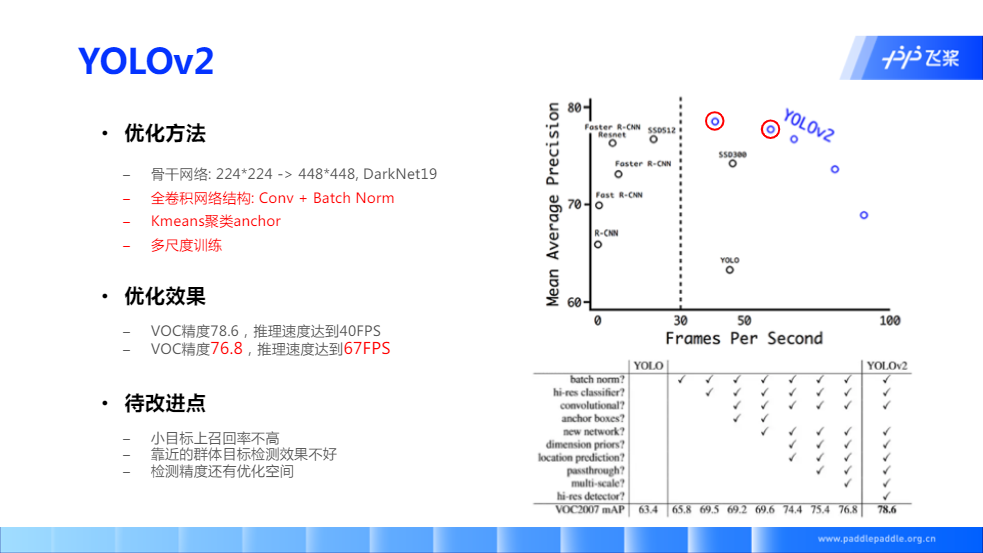 YOLOv2
飞桨
• 优化方法
– 骨干网络: 224*224 -> 448*448, DarkNet19
– 全卷积网络结构: Conv + Batch Norm
– Kmeans聚类anchor
– 多尺度训练
• 优化效果
– VOC精度78.6，推理速度达到40FPS
– VOC精度76.8，推理速度达到67FPS
• 待改进点
– 小目标上召回率不高
– 靠近的群体目标检测效果不好
– 检测精度还有优化空间
Mean Average Precision
80
70
60
Faster R-CNN
Resnet
SSD512
YOLOv2
SSD300
Faster R-CNN
Fast R-CNN
R-CNN
YOLO
0 30 50 100
Frames Per Second
YOLO YOLOv2
batch norm? ✓ ✓ ✓ ✓ ✓ ✓ ✓ ✓
hi-res classifier? ✓ ✓ ✓ ✓ ✓ ✓ ✓
convolutional? ✓ ✓ ✓ ✓ ✓ ✓
anchor boxes? ✓ ✓
new network? ✓ ✓ ✓ ✓ ✓
dimension priors? ✓ ✓ ✓ ✓
location prediction? ✓ ✓ ✓ ✓
passthrough? ✓ ✓ ✓
multi-scale? ✓ ✓
hi-res detector? ✓
VOC2007 mAP 63.4 65.8 69.5 69.2 69.6 74.4 75.4 76.8 78.6
www.paddlepaddle.org.cn